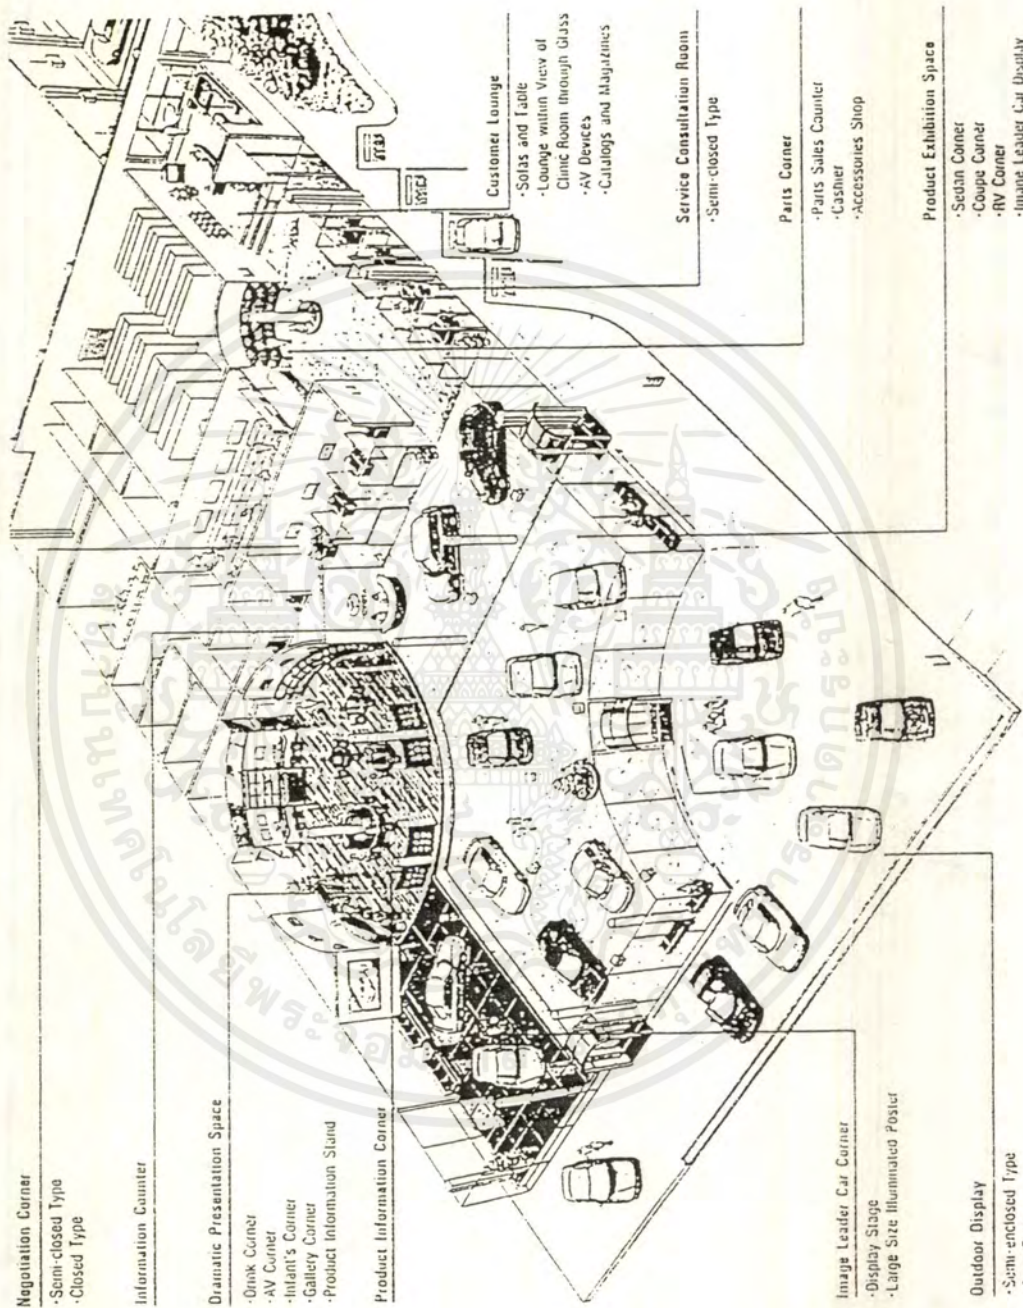 Negotiation Corner
·Semi-closed Type
·Closed Type
Information Counter
Dramatic Presentation Space
·Drink Corner
·AV Corner
·Infant's Corner
·Gallery Corner
·Product Information Stand
Product Information Corner
Image Leader Car Corner
·Display Stage
·Large Size Illuminated Poster
Outdoor Display
·Semi-enclosed Type
Customer Lounge
·Sofas and Table
·Lounge within View of
Clinic Room through Glass
·AV Devices
·Catalogs and Magazines
Service Consultation Room
·Semi-closed Type
Parts Corner
·Parts Sales Counter
·Cashier
·Accessories Shop
Product Exhibition Space
·Sedan Corner
·Coupe Corner
·RV Corner
·Image Leader Car Display